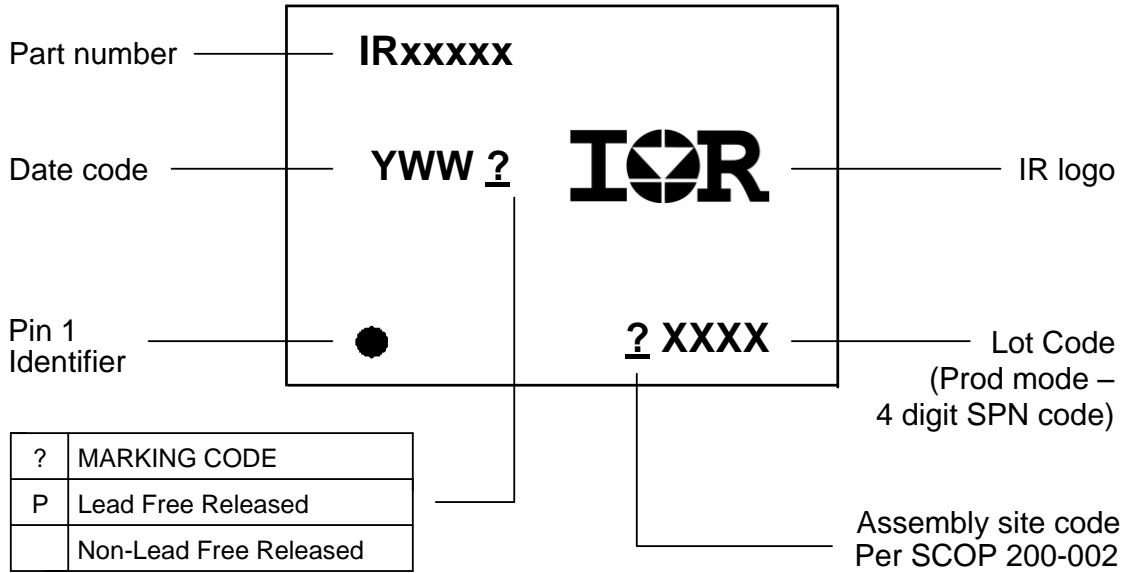 Part number
IRxxxxx
Date code
YWW ?
IOR
IR logo
Pin 1
Identifier
? XXXX
Lot Code
(Prod mode –
4 digit SPN code)
? MARKING CODE
P Lead Free Released
Non-Lead Free Released
Assembly site code
Per SCOP 200-002